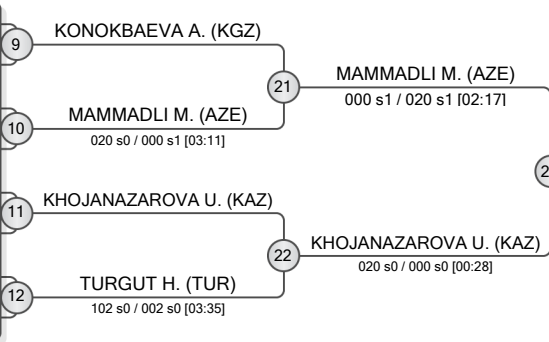 KONOKBAEVA A. (KGZ)
9
21
MAMMADLI M. (AZE)
000 s1 / 020 s1 [02:17]
MAMMADLI M. (AZE)
10
020 s0 / 000 s1 [03:11]
2
KHOJANAZAROVA U. (KAZ)
11
22
KHOJANAZAROVA U. (KAZ)
020 s0 / 000 s0 [00:28]
TURGUT H. (TUR)
12
102 s0 / 002 s0 [03:35]